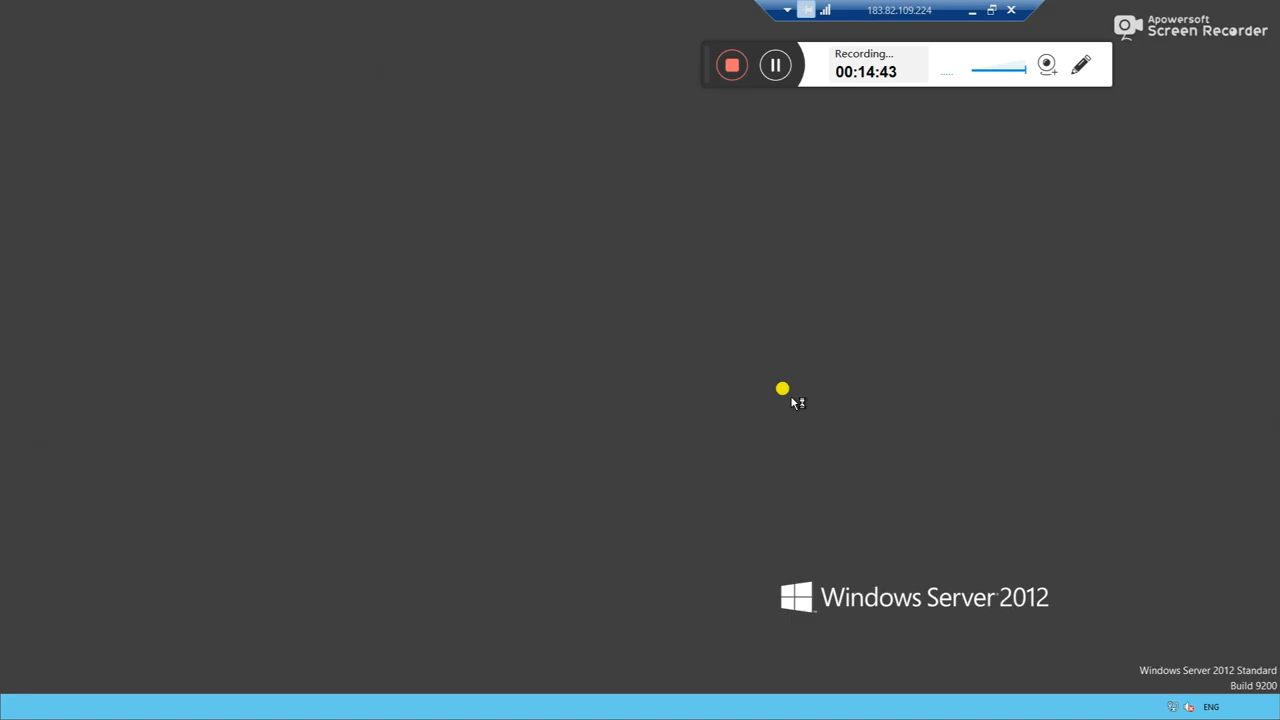 183.82.109.224
Apowersoft
Screen Recorder
Recording...
00:14:43
Windows Server 2012
Windows Server 2012 Standard
Build 9200
ENG